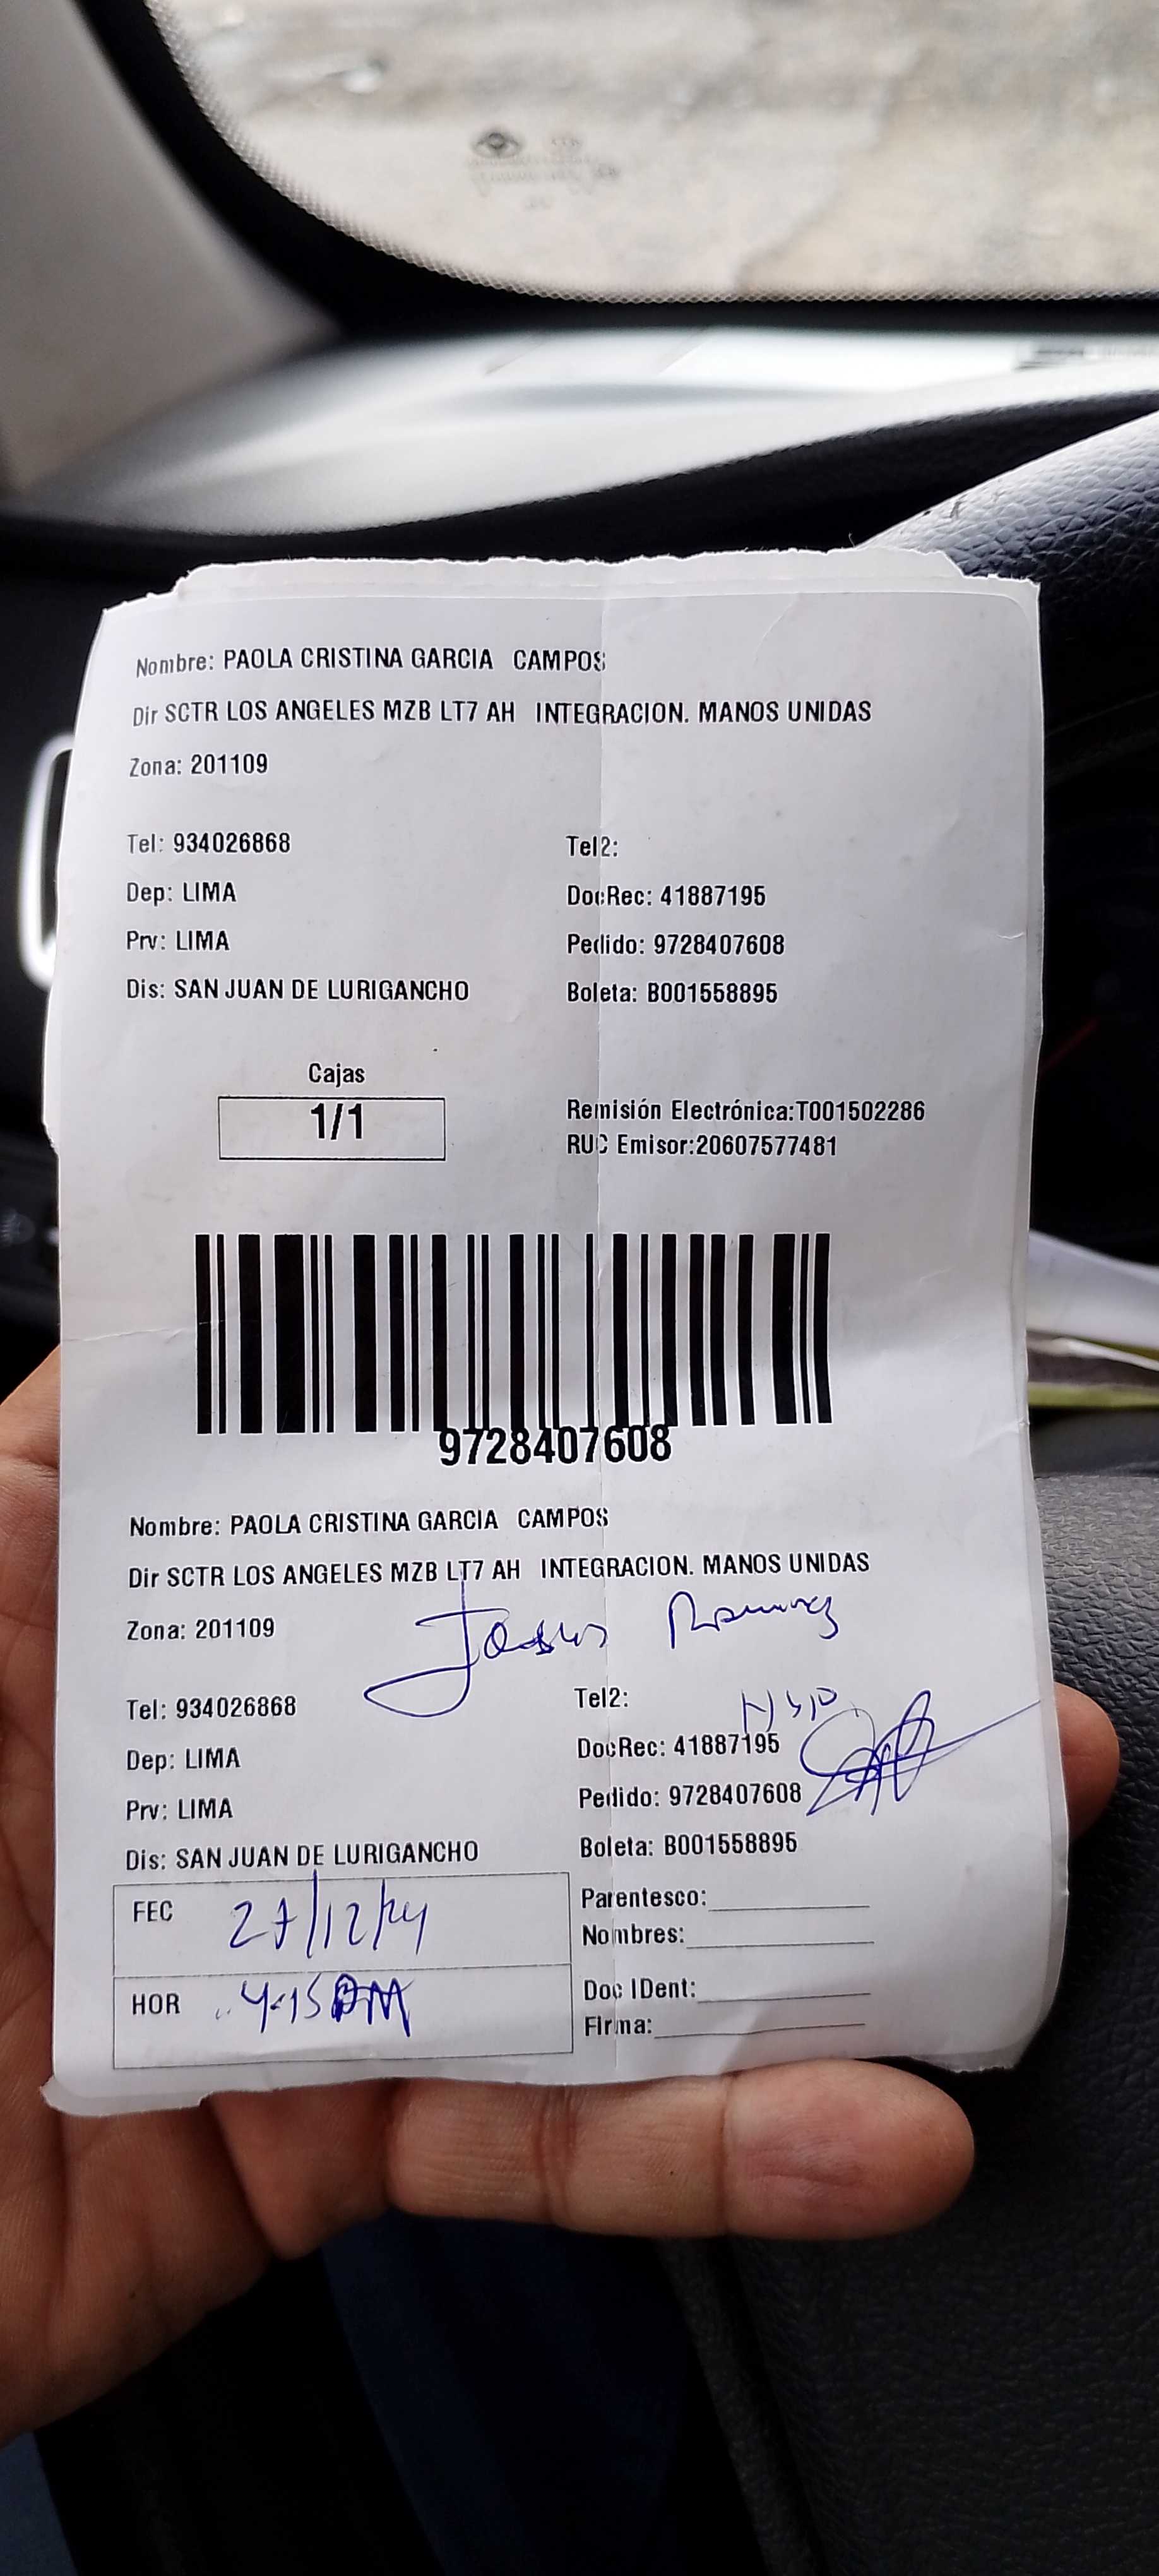 Nombre: PAOLA CRISTINA GARCIA CAMPOS
Dir SCTR LOS ANGELES MZB LT7 AH INTEGRACION. MANOS UNIDAS
Zona: 201109
Tel: 934026868 Tel2:
Dep: LIMA DocRec: 41887195
Prv: LIMA Pedido: 9728407608
Dis: SAN JUAN DE LURIGANCHO Boleta: B001558895
Cajas
1/1
Remisión Electrónica:T001502286
RUC Emisor:20607577481
9728407608
Nombre: PAOLA CRISTINA GARCIA CAMPOS
Dir SCTR LOS ANGELES MZB LT7 AH INTEGRACION. MANOS UNIDAS
Zona: 201109
Tel: 934026868 Tel2:
Dep: LIMA DocRec: 41887195
Prv: LIMA Pedido: 9728407608
Dis: SAN JUAN DE LURIGANCHO Boleta: B001558895
FEC 27/12/24
HOR 4:15 PM
Parentesco:
Nombres:
Doc IDent:
Firma: